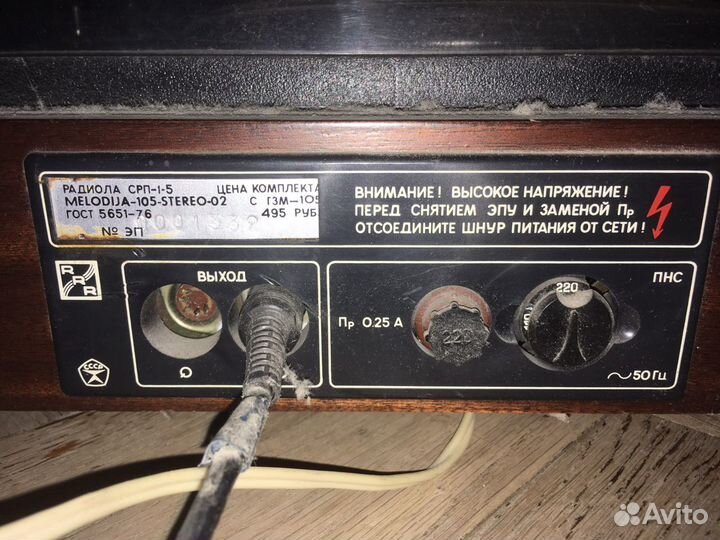 РАДИОЛА СРП-1-5 ЦЕНА КОМПЛЕКТА
MELODIJA-105-STEREO-02 С ГЗМ-105
ГОСТ 5651-76 495 РУБ
№ ЭП
ВНИМАНИЕ! ВЫСОКОЕ НАПРЯЖЕНИЕ!
ПЕРЕД СНЯТИЕМ ЭПУ И ЗАМЕНОЙ Пр
ОТСОЕДИНИТЕ ШНУР ПИТАНИЯ ОТ СЕТИ!
RRR
ВЫХОД
220
ПНС
Пр 0.25 А
220
СССР
50 Гц
Avito